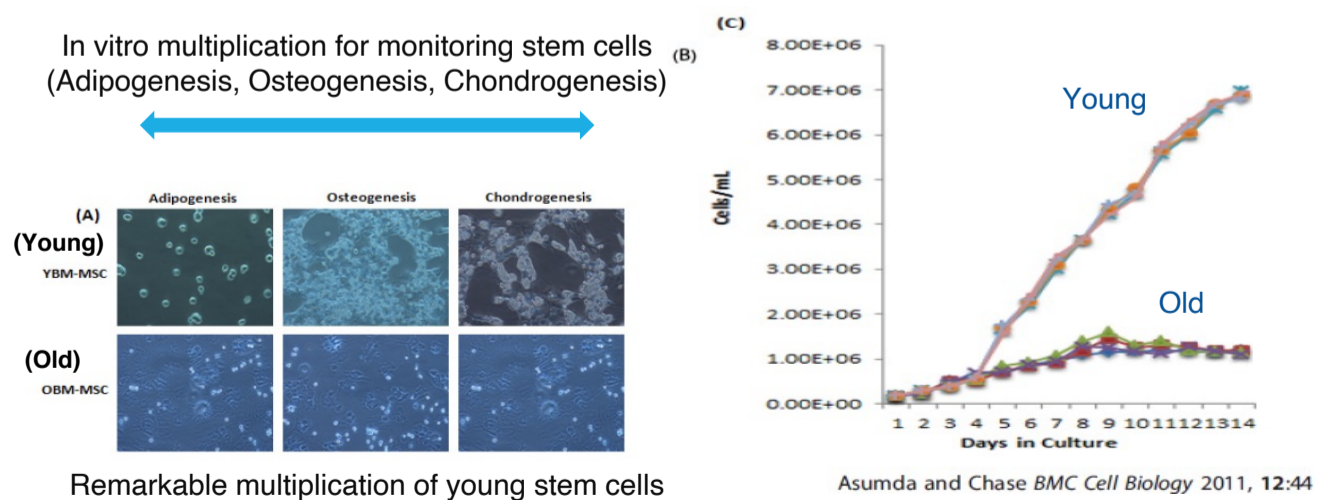 In vitro multiplication for monitoring stem cells
(Adipogenesis, Osteogenesis, Chondrogenesis)
Adipogenesis Osteogenesis Chondrogenesis
(A)
(Young)
YBM-MSC
(Old)
OBM-MSC
Remarkable multiplication of young stem cells
(C)
(B)
8.00E+06
7.00E+06
6.00E+06
5.00E+06
4.00E+06
3.00E+06
2.00E+06
1.00E+06
0.00E+00
Cells/mL
Young
Old
1 2 3 4 5 6 7 8 9 10 11 12 13 14
Days in Culture
Asumda and Chase BMC Cell Biology 2011, 12:44